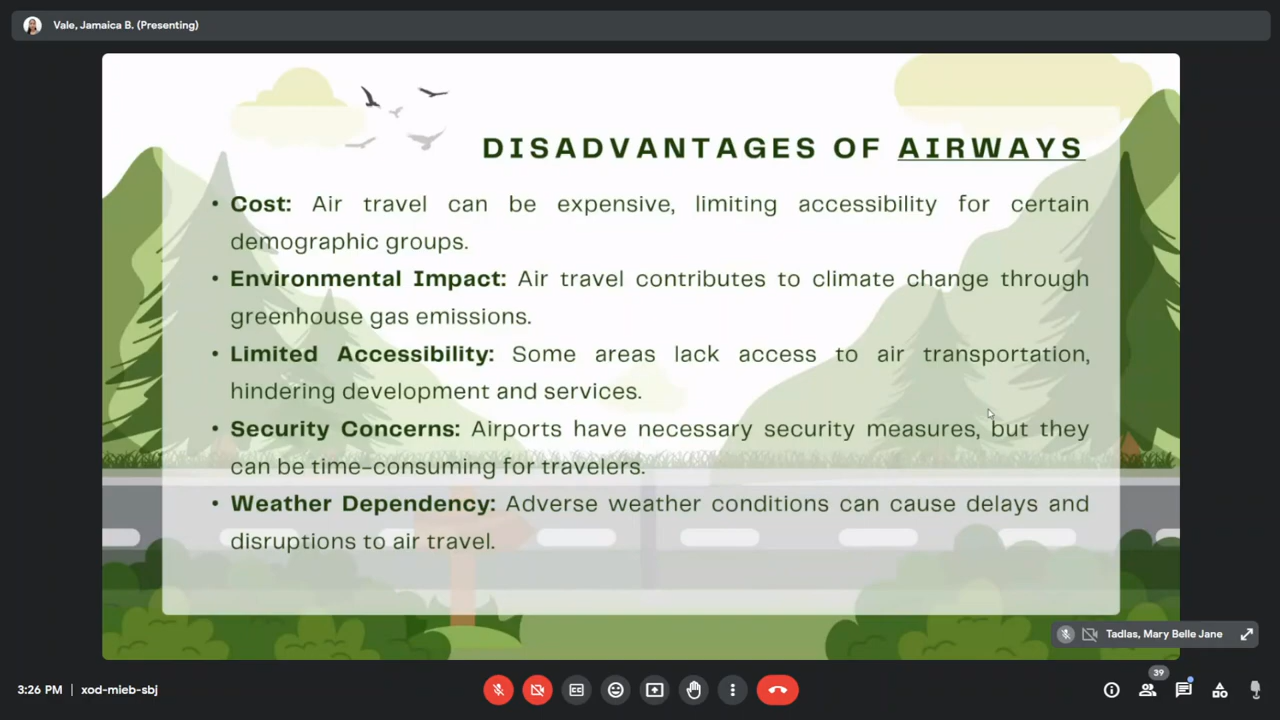 Vale, Jamaica B. (Presenting)
DISADVANTAGES OF AIRWAYS
• Cost: Air travel can be expensive, limiting accessibility for certain
demographic groups.
• Environmental Impact: Air travel contributes to climate change through
greenhouse gas emissions.
• Limited Accessibility: Some areas lack access to air transportation,
hindering development and services.
• Security Concerns: Airports have necessary security measures, but they
can be time-consuming for travelers.
• Weather Dependency: Adverse weather conditions can cause delays and
disruptions to air travel.
Tadlas, Mary Belle Jane
3:26 PM | xod-mieb-sbj
39